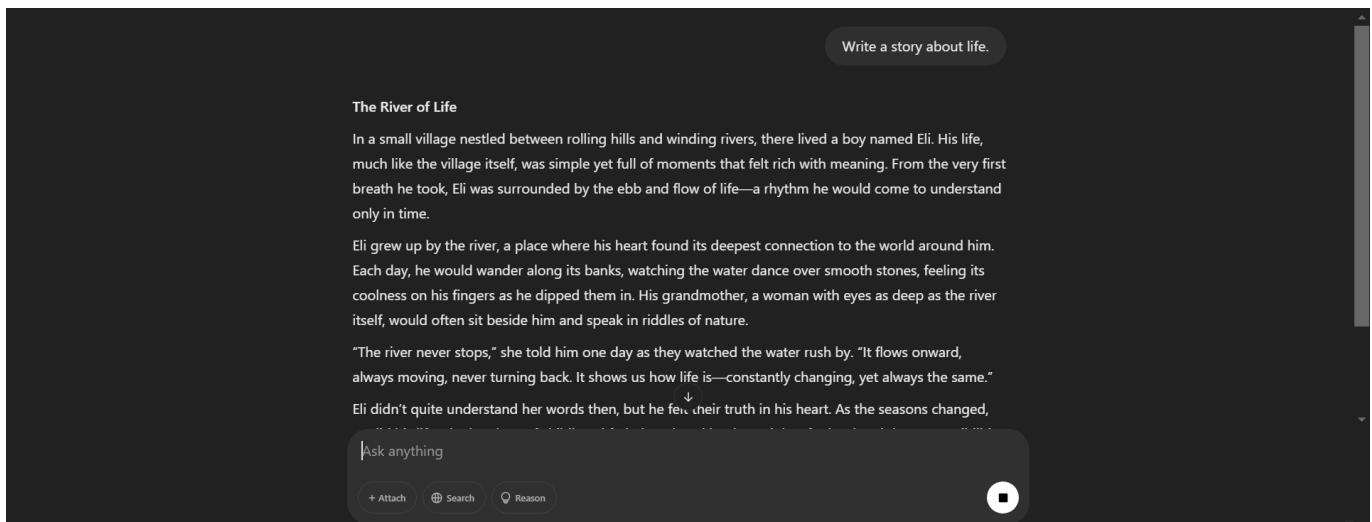 Write a story about life.
The River of Life
In a small village nestled between rolling hills and winding rivers, there lived a boy named Eli. His life,
much like the village itself, was simple yet full of moments that felt rich with meaning. From the very first
breath he took, Eli was surrounded by the ebb and flow of life—a rhythm he would come to understand
only in time.
Eli grew up by the river, a place where his heart found its deepest connection to the world around him.
Each day, he would wander along its banks, watching the water dance over smooth stones, feeling its
coolness on his fingers as he dipped them in. His grandmother, a woman with eyes as deep as the river
itself, would often sit beside him and speak in riddles of nature.
“The river never stops,” she told him one day as they watched the water rush by. “It flows onward,
always moving, never turning back. It shows us how life is—constantly changing, yet always the same.”
Eli didn’t quite understand her words then, but he felt their truth in his heart. As the seasons changed,
Ask anything
+ Attach
Search
Reason